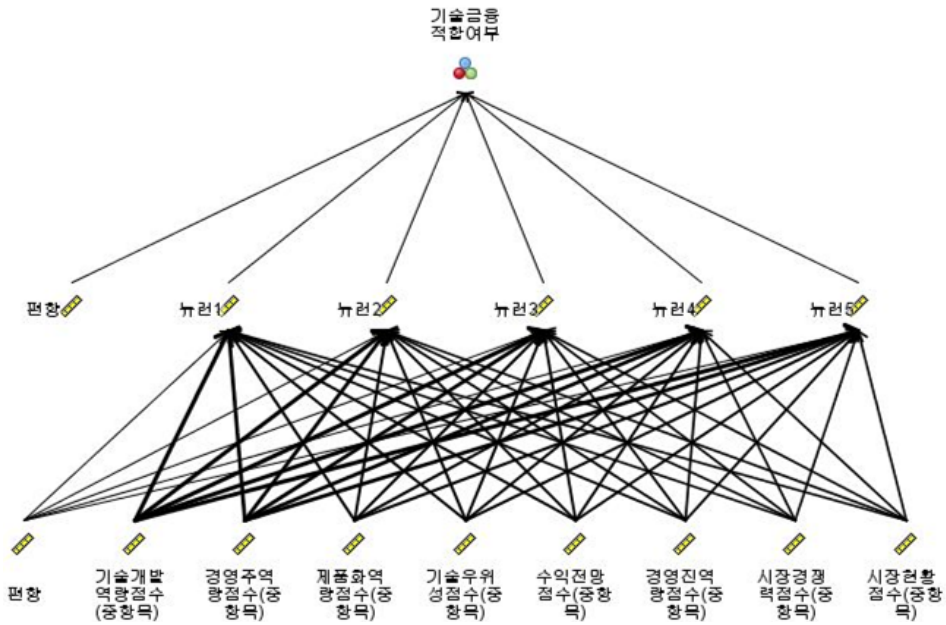 기술금융
적합여부
편향
뉴런1
뉴런2
뉴런3
뉴런4
뉴런5
편향
기술개발
역량점수
(중항목)
경영주역
량점수(중
항목)
제품화역
량점수(중
항목)
기술우위
성점수(중
항목)
수익전망
점수(중항
목)
경영진역
량점수(중
항목)
시장경쟁
력점수(중
항목)
시장현황
점수(중항
목)